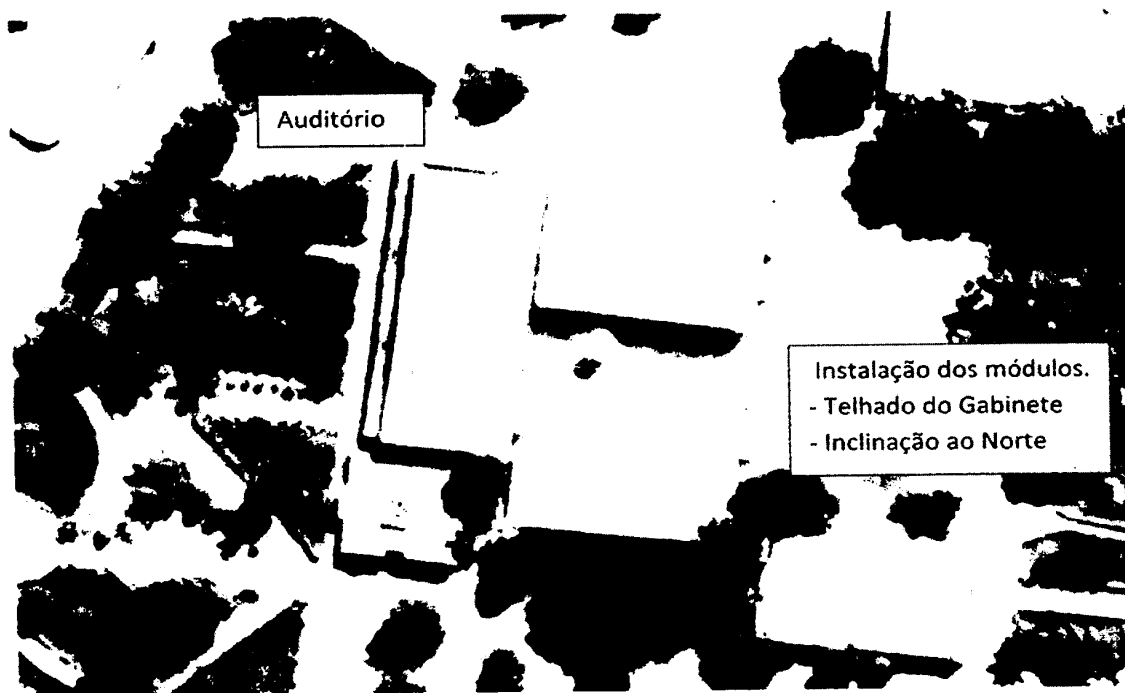 Auditório
Instalação dos módulos.
- Telhado do Gabinete
- Inclinação ao Norte